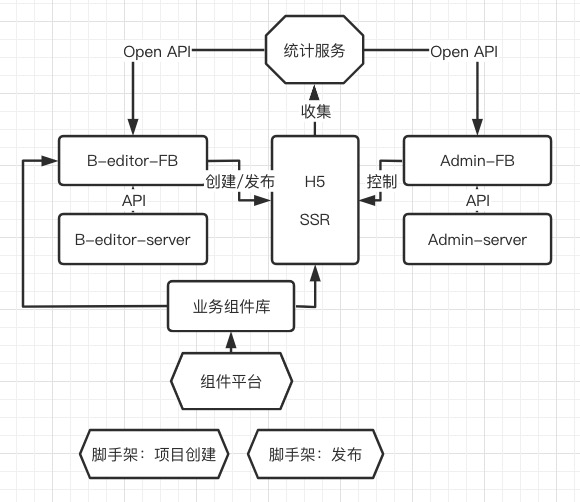 统计服务
Open API
Open API
收集
B-editor-FB
创建/发布
H5
SSR
控制
Admin-FB
API
API
B-editor-server
Admin-server
业务组件库
组件平台
脚手架：项目创建
脚手架：发布